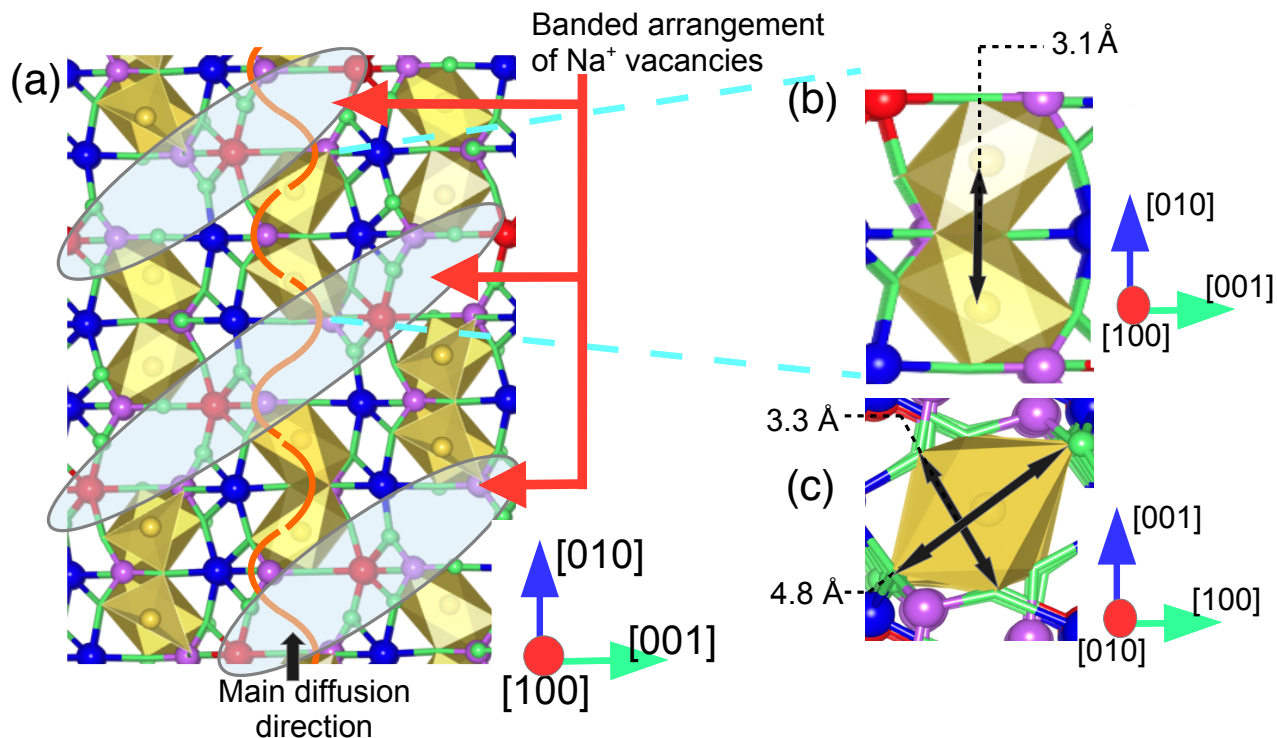 (a)
Banded arrangement
of Na⁺ vacancies
3.1 Å
(b)
[010]
[001]
[100]
3.3 Å
(c)
4.8 Å
[001]
[100]
[010]
[010]
[001]
[100]
Main diffusion
direction